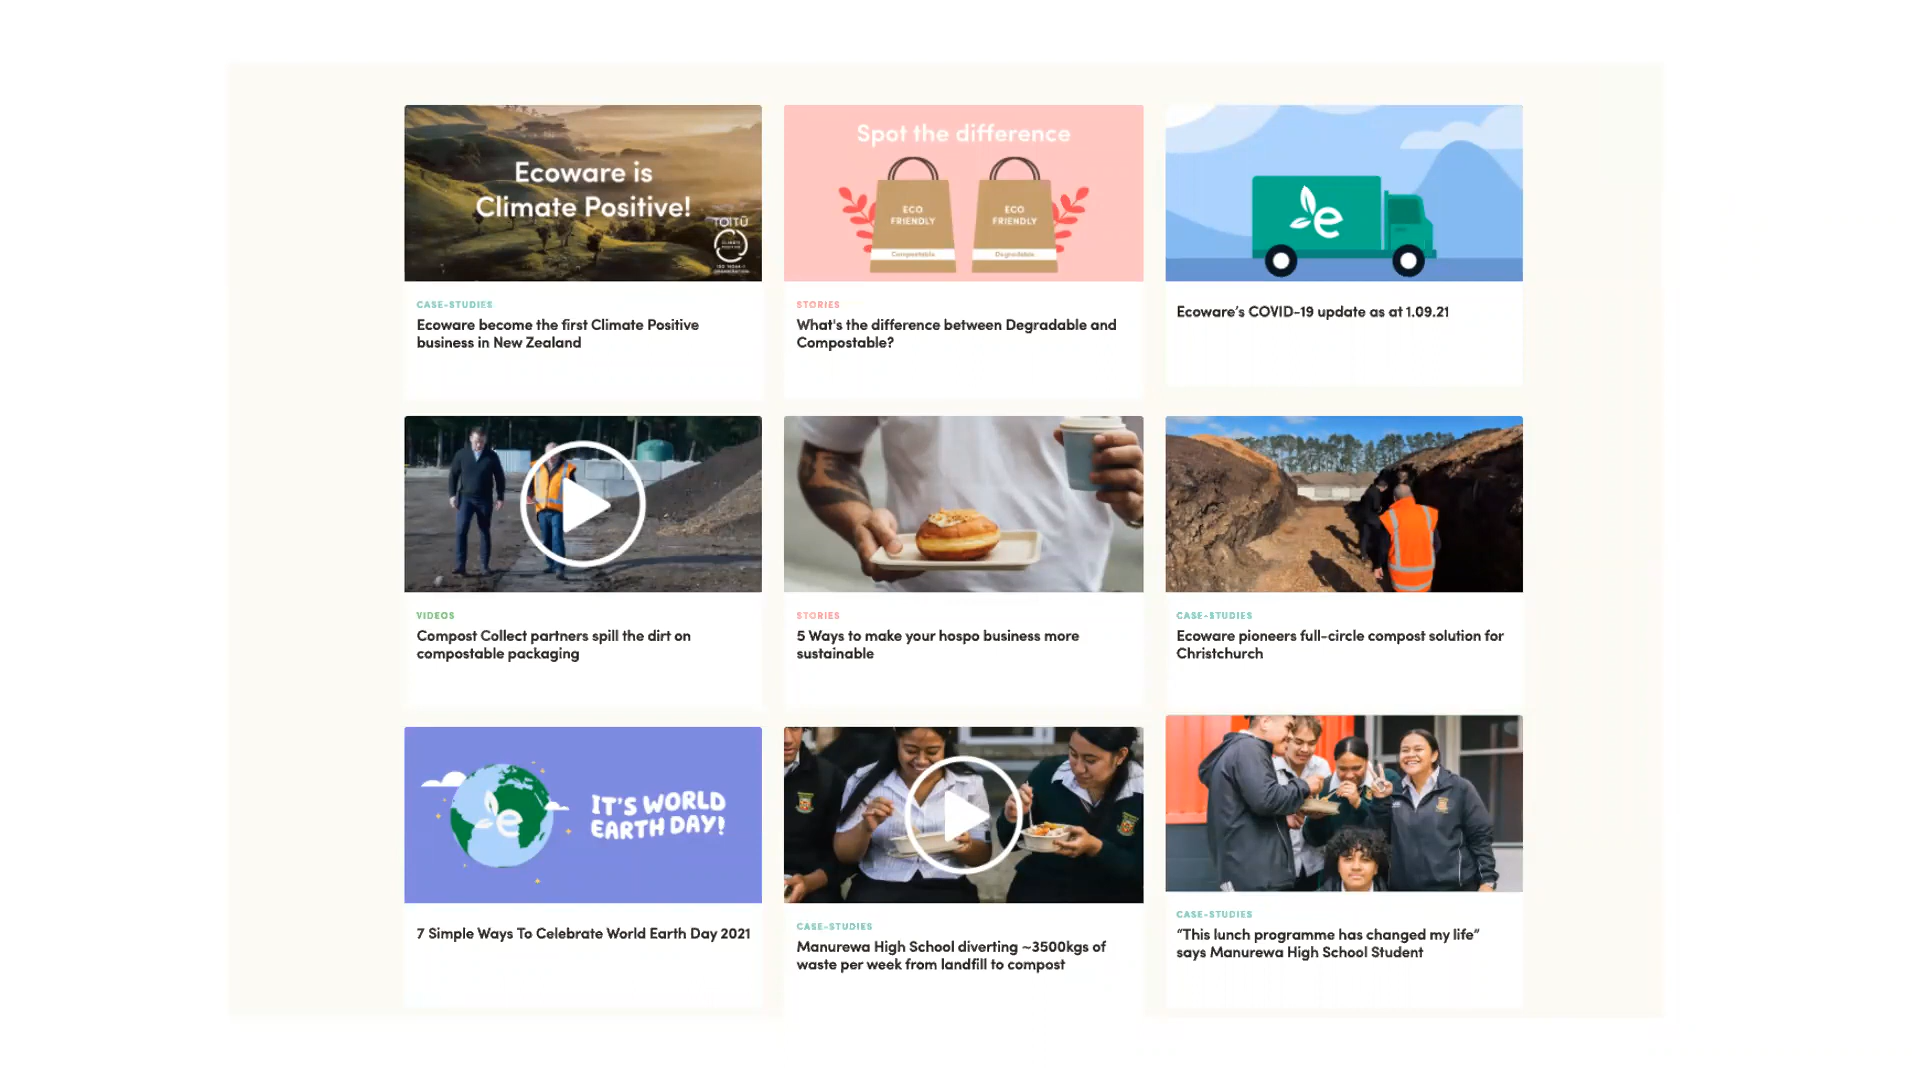 Ecoware is
Climate Positive!
TOITŪ
CASE-STUDIES
Ecoware become the first Climate Positive
business in New Zealand
Spot the difference
ECO
FRIENDLY
Compostable
ECO
FRIENDLY
Degradable
STORIES
What's the difference between Degradable and
Compostable?
e
Ecoware's COVID-19 update as at 1.09.21
VIDEOS
Compost Collect partners spill the dirt on
compostable packaging
STORIES
5 Ways to make your hospo business more
sustainable
CASE-STUDIES
Ecoware pioneers full-circle compost solution for
Christchurch
e
IT'S WORLD
EARTH DAY!
7 Simple Ways To Celebrate World Earth Day 2021
CASE-STUDIES
Manurewa High School diverting ~3500kgs of
waste per week from landfill to compost
CASE-STUDIES
"This lunch programme has changed my life"
says Manurewa High School Student